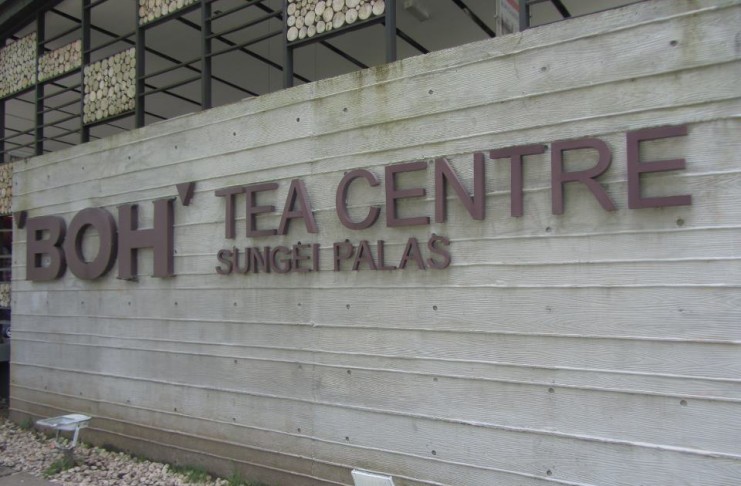 'BOH' TEA CENTRE
SUNGEI PALAS